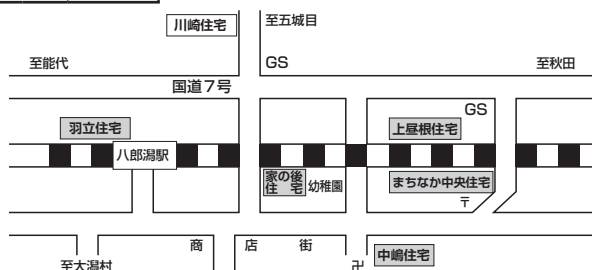 川崎住宅
至五城目
至能代
GS
至秋田
国道７号
GS
羽立住宅
上昼根住宅
八郎潟駅
家の後
住　宅
幼稚園
まちなか中央住宅
〒
商　店　街
中嶋住宅
至大潟村
卍